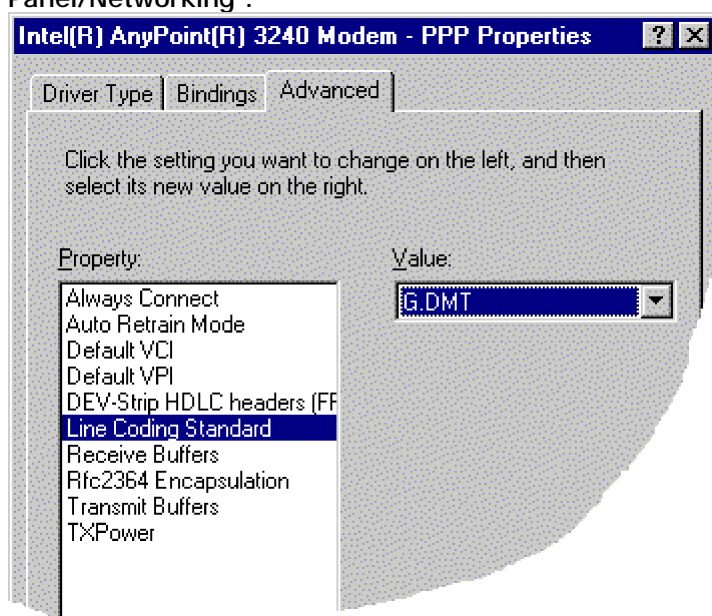 Panel/Networking".
Intel(R) AnyPoint(R) 3240 Modem - PPP Properties
Driver Type Bindings Advanced
Click the setting you want to change on the left, and then
select its new value on the right.
Property: Value:
Always Connect G.DMT
Auto Retrain Mode
Default VCI
Default VPI
DEV-Strip HDLC headers (FF
Line Coding Standard
Receive Buffers
Rfc2364 Encapsulation
Transmit Buffers
TXPower